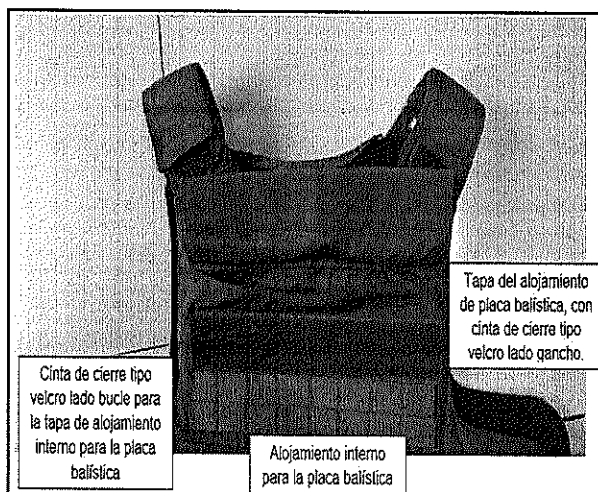 Tapa del alojamiento
de placa balística, con
cinta de cierre tipo
velcro lado gancho.
Cinta de cierre tipo
velcro lado bucle para
la tapa de alojamiento
interno para la placa
balística
Alojamiento interno
para la placa balística